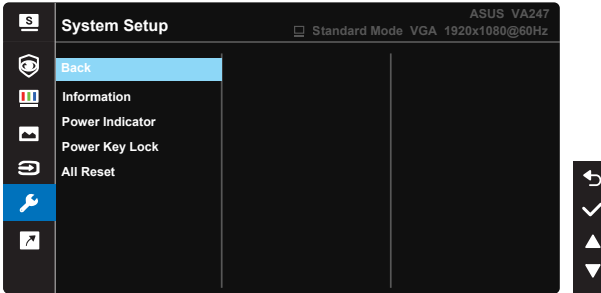 S
System Setup
ASUS VA247
Standard Mode VGA 1920x1080@60Hz
Back
Information
Power Indicator
Power Key Lock
All Reset